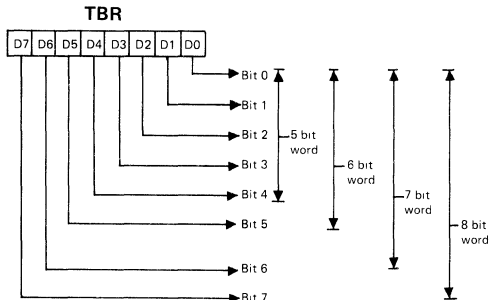 TBR
D7 D6 D5 D4 D3 D2 D1 D0
Bit 0
Bit 1
Bit 2
5 bit
word
Bit 3
6 bit
word
Bit 4
7 bit
word
Bit 5
8 bit
word
Bit 6
Bit 7